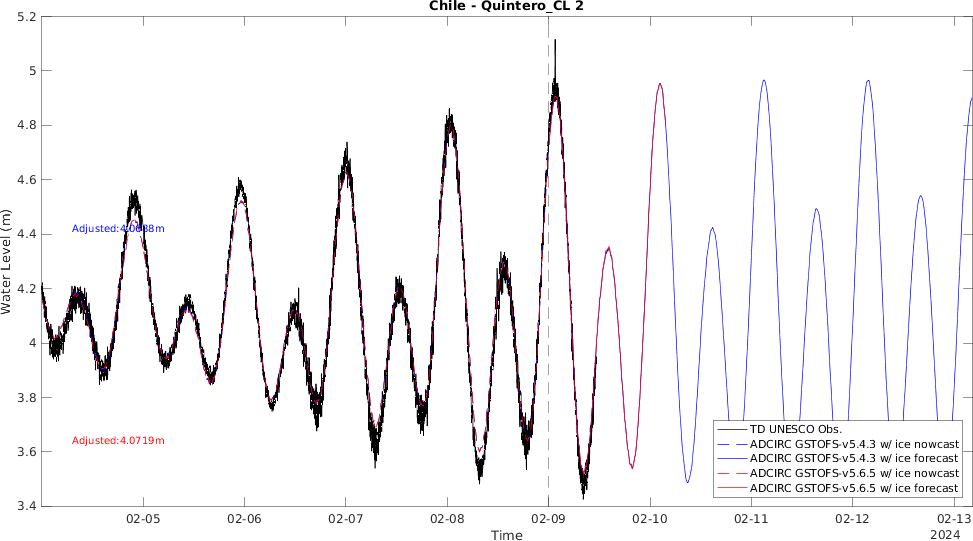 Chile - Quintero_CL 2
5.2
5
4.8
4.6
4.4
4.2
4
3.8
3.6
3.4
Water Level (m)
Adjusted:4.0688m
Adjusted:4.0719m
TD UNESCO Obs.
ADCIRC GSTOFS-v5.4.3 w/ ice nowcast
ADCIRC GSTOFS-v5.4.3 w/ ice forecast
ADCIRC GSTOFS-v5.6.5 w/ ice nowcast
ADCIRC GSTOFS-v5.6.5 w/ ice forecast
02-05 02-06 02-07 02-08 02-09 02-10 02-11 02-12 02-13
Time
2024